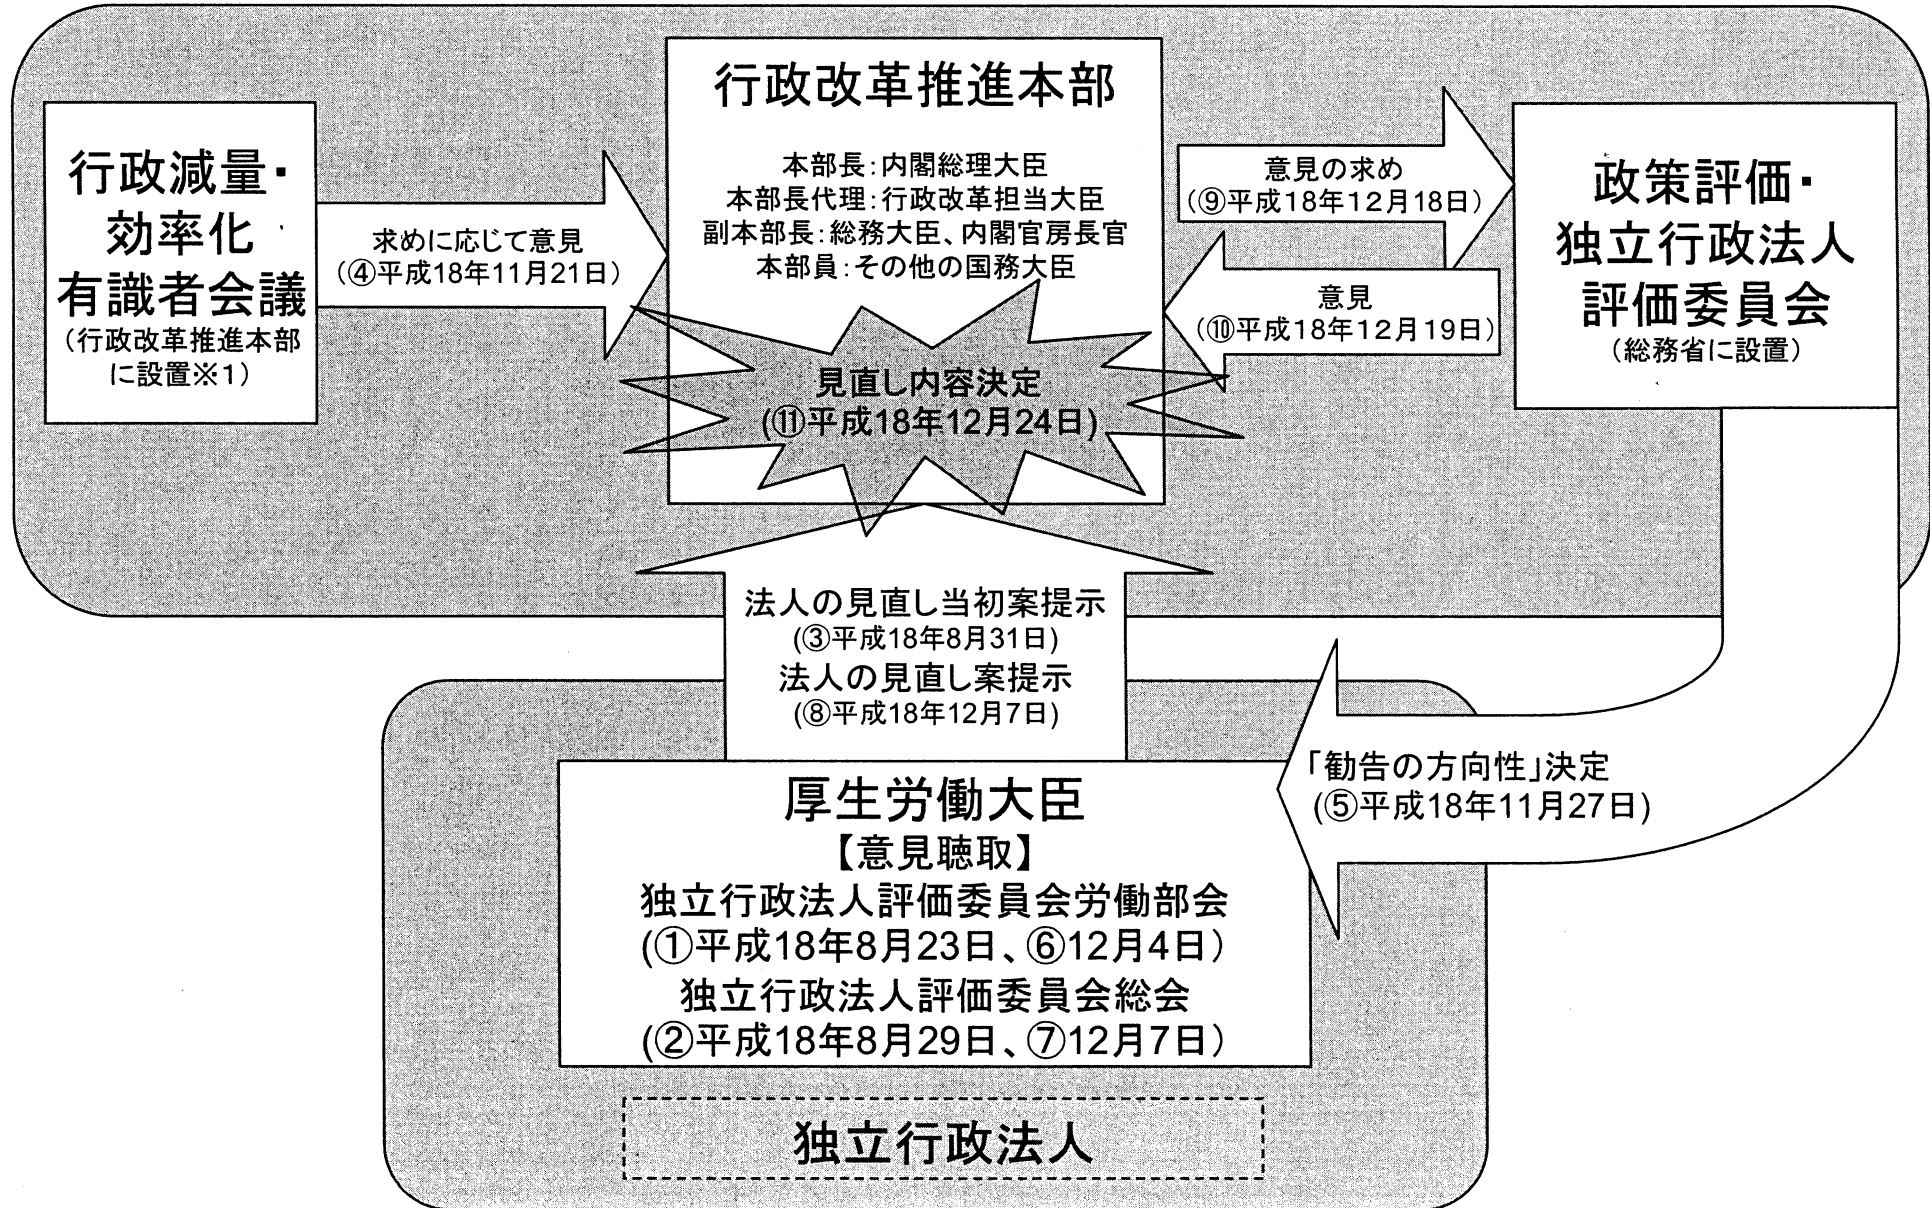 行政改革推進本部
本部長：内閣総理大臣
本部長代理：行政改革担当大臣
副本部長：総務大臣、内閣官房長官
本部員：その他の国務大臣
行政減量・
効率化
有識者会議
（行政改革推進本部
に設置※1）
求めに応じて意見
（④平成18年11月21日）
意見の求め
（⑨平成18年12月18日）
意見
（⑩平成18年12月19日）
政策評価・
独立行政法人
評価委員会
（総務省に設置）
見直し内容決定
(⑪平成18年12月24日)
法人の見直し当初案提示
(③平成18年8月31日)
法人の見直し案提示
(⑧平成18年12月7日)
「勧告の方向性」決定
(⑤平成18年11月27日)
厚生労働大臣
【意見聴取】
独立行政法人評価委員会労働部会
(①平成18年8月23日、⑥12月4日）
独立行政法人評価委員会総会
(②平成18年8月29日、⑦12月7日）
独立行政法人